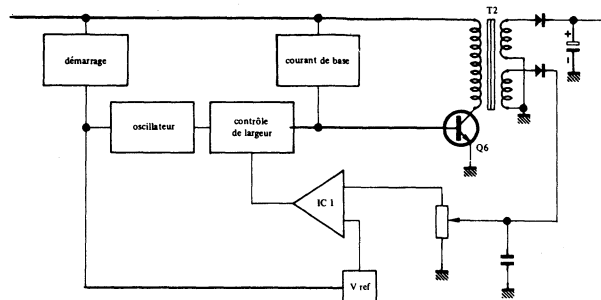 T2
démarrage
courant de base
+
-
oscillateur
contrôle
de largeur
Q6
IC 1
V ref